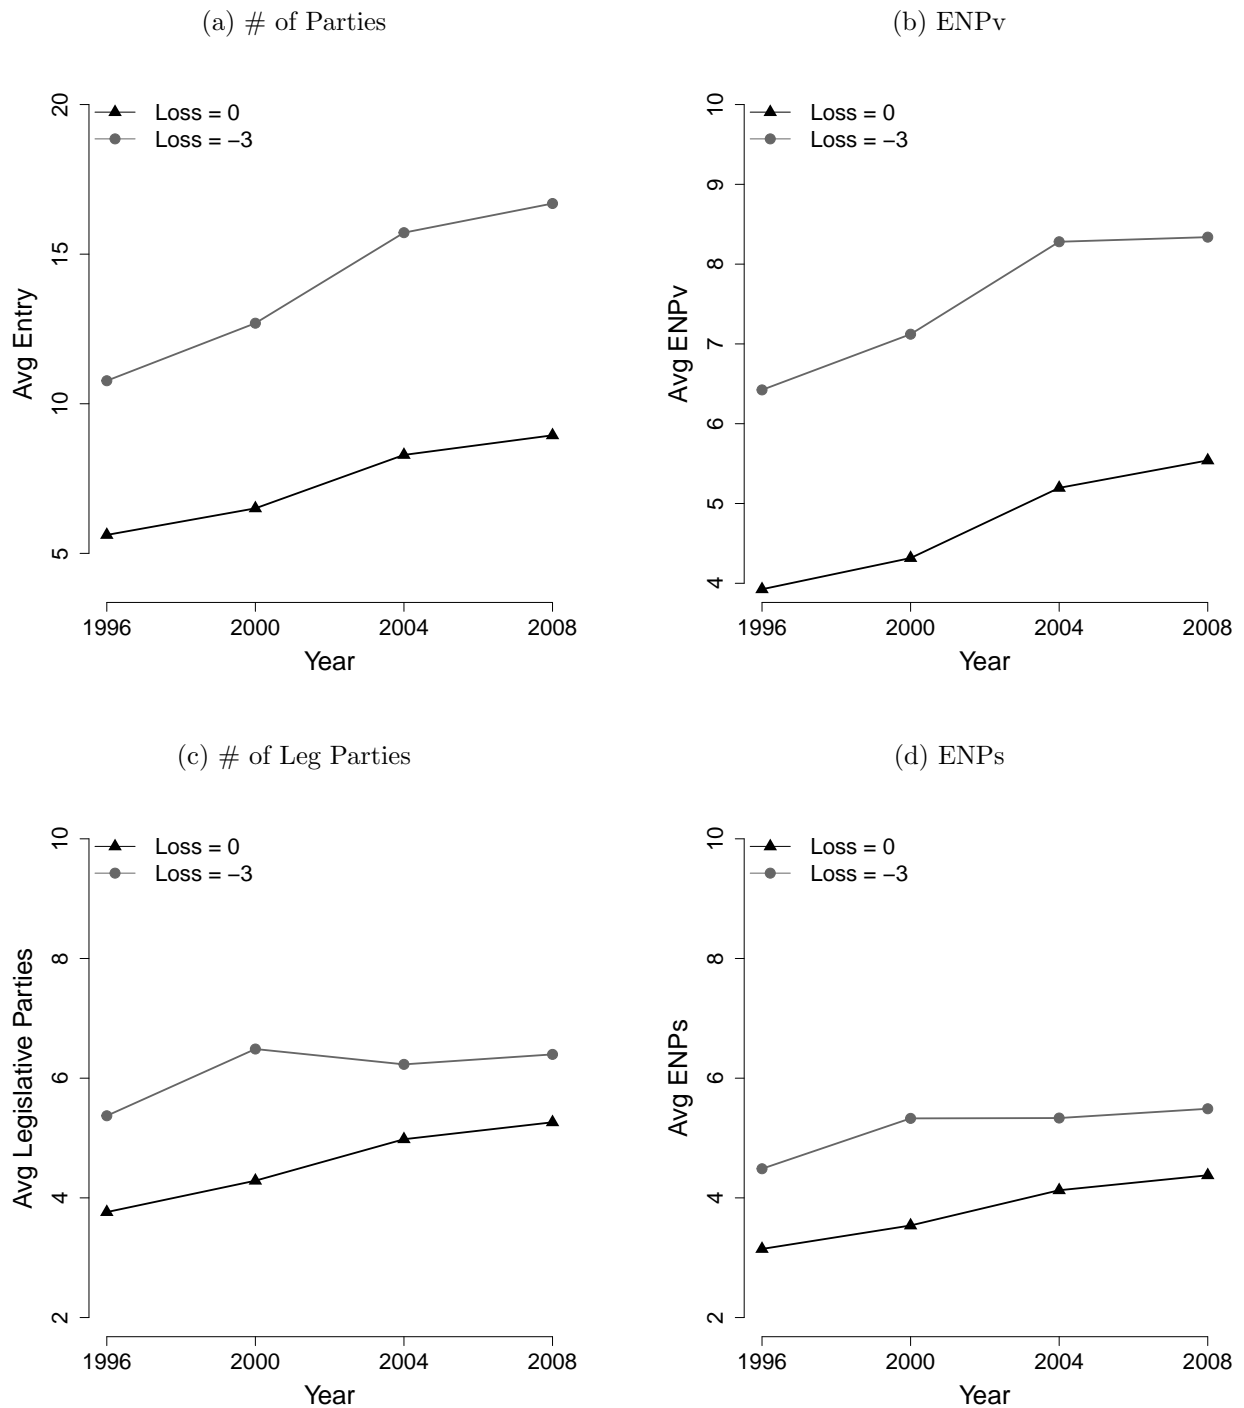 (a) # of Parties
20
15
10
5
Avg Entry
Loss = 0
Loss = −3
1996 2000 2004 2008
Year
(b) ENPv
10
9
8
7
6
5
4
Avg ENPv
Loss = 0
Loss = −3
1996 2000 2004 2008
Year
(c) # of Leg Parties
10
8
6
4
2
Avg Legislative Parties
Loss = 0
Loss = −3
1996 2000 2004 2008
Year
(d) ENPs
10
8
6
4
2
Avg ENPs
Loss = 0
Loss = −3
1996 2000 2004 2008
Year